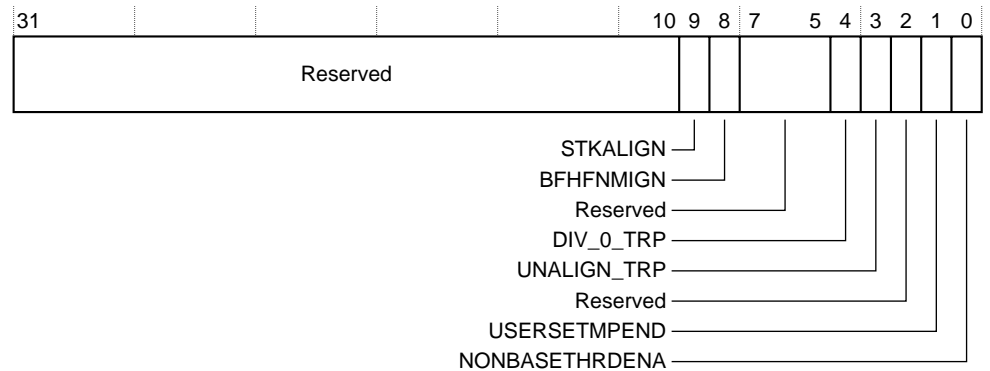 31 10 9 8 7 5 4 3 2 1 0
Reserved
STKALIGN
BFHFNMIGN
Reserved
DIV_0_TRP
UNALIGN_TRP
Reserved
USERSETMPEND
NONBASETHRDENA